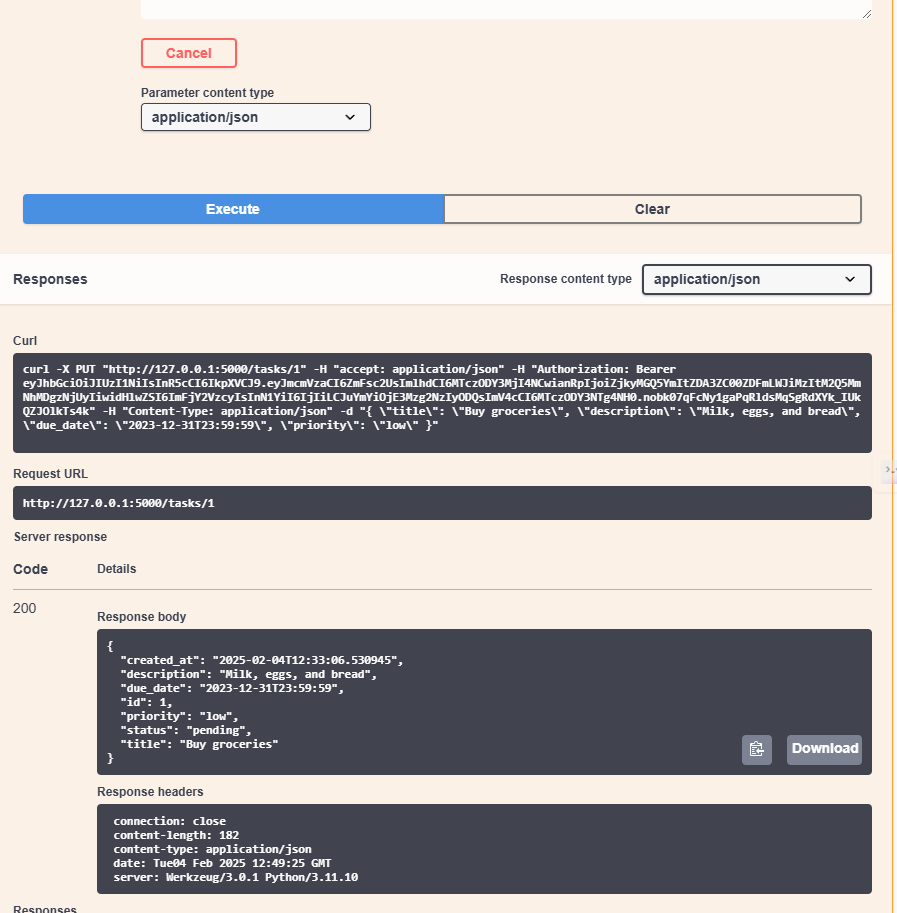 Cancel
Parameter content type
application/json
Execute
Clear
Responses
Response content type
application/json
Curl
curl -X PUT "http://127.0.0.1:5000/tasks/1" -H "accept: application/json" -H "Authorization: Bearer
eyJhbGciOiJIUzI1NiIsInR5cCI6IkpXVCJ9.eyJmcmVzaCI6ZmFsc2UsImlhdCI6MTczODY3MjI4NCwianRpIjoiZjkyMGQ5YmItZDA3ZC00ZDFmLWJiMzItM2Q5Mm
NhMDgzNjUyIiwidHlwZSI6ImFjY2VzcyIsInN1YiI6IjIiLCJuYmYiOjE3Mzg2NzIyODQsImV4cCI6MTczODY3NTg4NH0.nobk07qFcNy1gaPqRldsMqSgRdXYk_IUk
QZJOlkTs4k" -H "Content-Type: application/json" -d "{ \"title\": \"Buy groceries\", \"description\": \"Milk, eggs, and bread\",
\"due_date\": \"2023-12-31T23:59:59\", \"priority\": \"low\" }"
Request URL
http://127.0.0.1:5000/tasks/1
Server response
Code
Details
200
Response body
{
"created_at": "2025-02-04T12:33:06.530945",
"description": "Milk, eggs, and bread",
"due_date": "2023-12-31T23:59:59",
"id": 1,
"priority": "low",
"status": "pending",
"title": "Buy groceries"
}
Download
Response headers
connection: close
content-length: 182
content-type: application/json
date: Tue04 Feb 2025 12:49:25 GMT
server: Werkzeug/3.0.1 Python/3.11.10
Responses